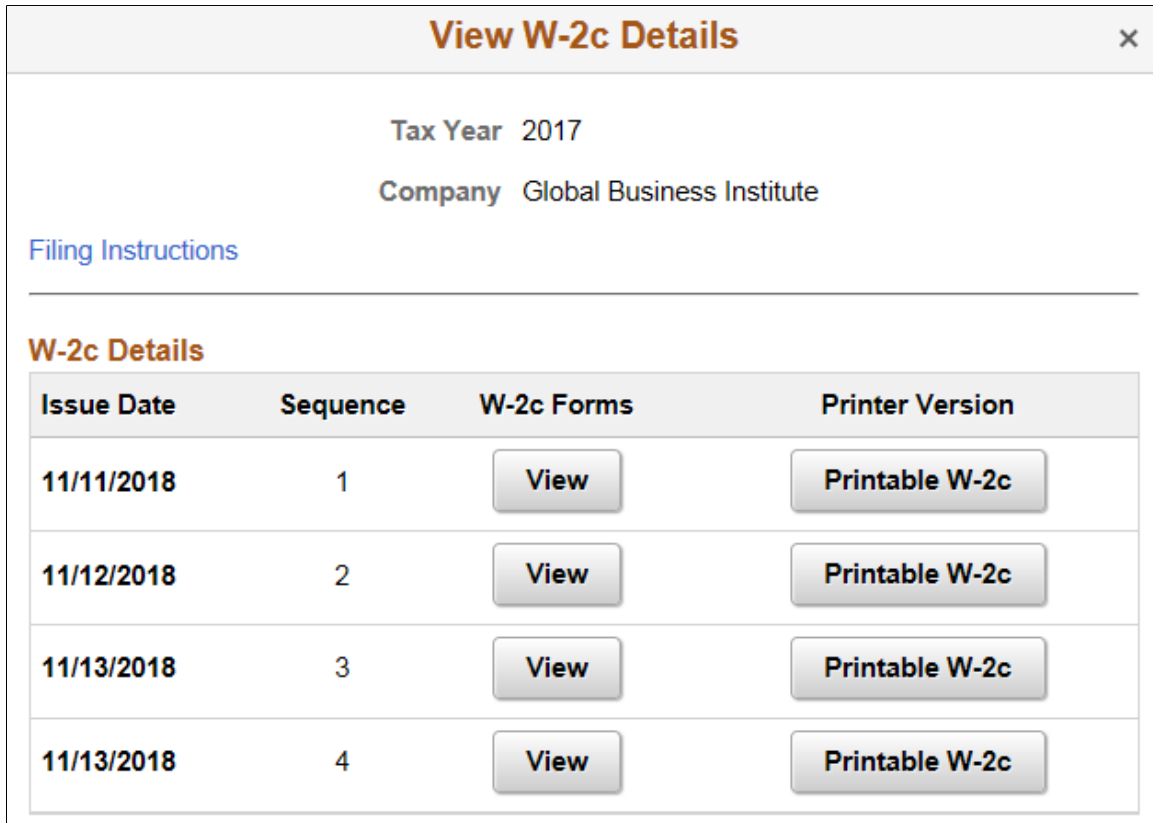 View W-2c Details ×
Tax Year 2017
Company Global Business Institute
Filing Instructions
W-2c Details
Issue Date Sequence W-2c Forms Printer Version
11/11/2018 1 View Printable W-2c
11/12/2018 2 View Printable W-2c
11/13/2018 3 View Printable W-2c
11/13/2018 4 View Printable W-2c